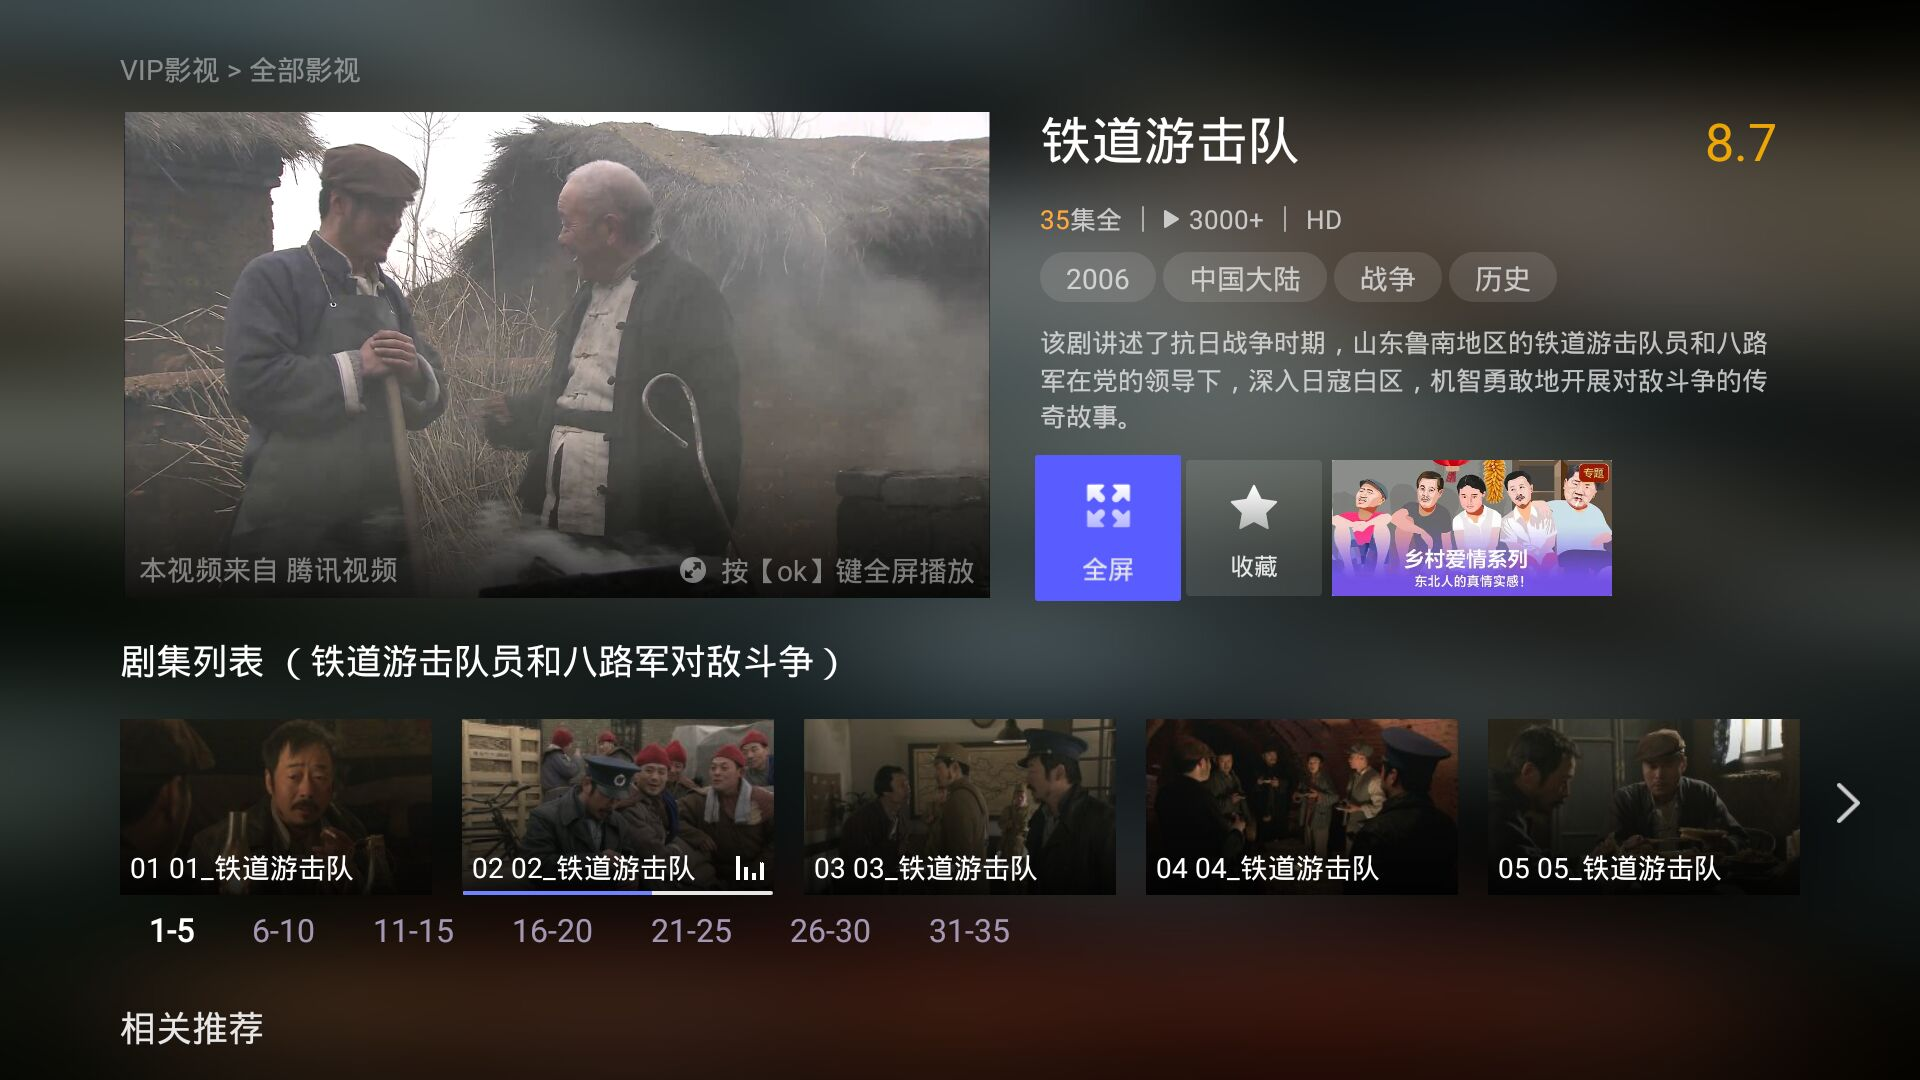 VIP影视 > 全部影视
铁道游击队
8.7
35集全 | 3000+ | HD
2006 中国大陆 战争 历史
该剧讲述了抗日战争时期，山东鲁南地区的铁道游击队员和八路
军在党的领导下，深入日寇白区，机智勇敢地开展对敌斗争的传
奇故事。
本视频来自 腾讯视频
按【ok】键全屏播放
全屏
收藏
专题
乡村爱情系列
东北人的真情实感！
剧集列表 （铁道游击队员和八路军对敌斗争）
01 01_铁道游击队
02 02_铁道游击队
03 03_铁道游击队
04 04_铁道游击队
05 05_铁道游击队
1-5 6-10 11-15 16-20 21-25 26-30 31-35
相关推荐